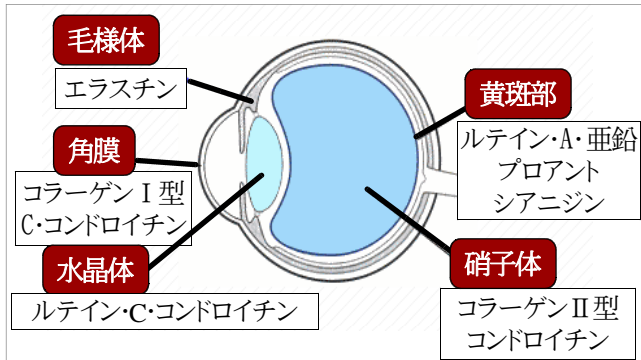 毛様体
エラスチン
角膜
コラーゲンⅠ型
C・コンドロイチン
水晶体
ルテイン・C・コンドロイチン
黄斑部
ルテイン・A・亜鉛
プロアント
シアニジン
硝子体
コラーゲンⅡ型
コンドロイチン